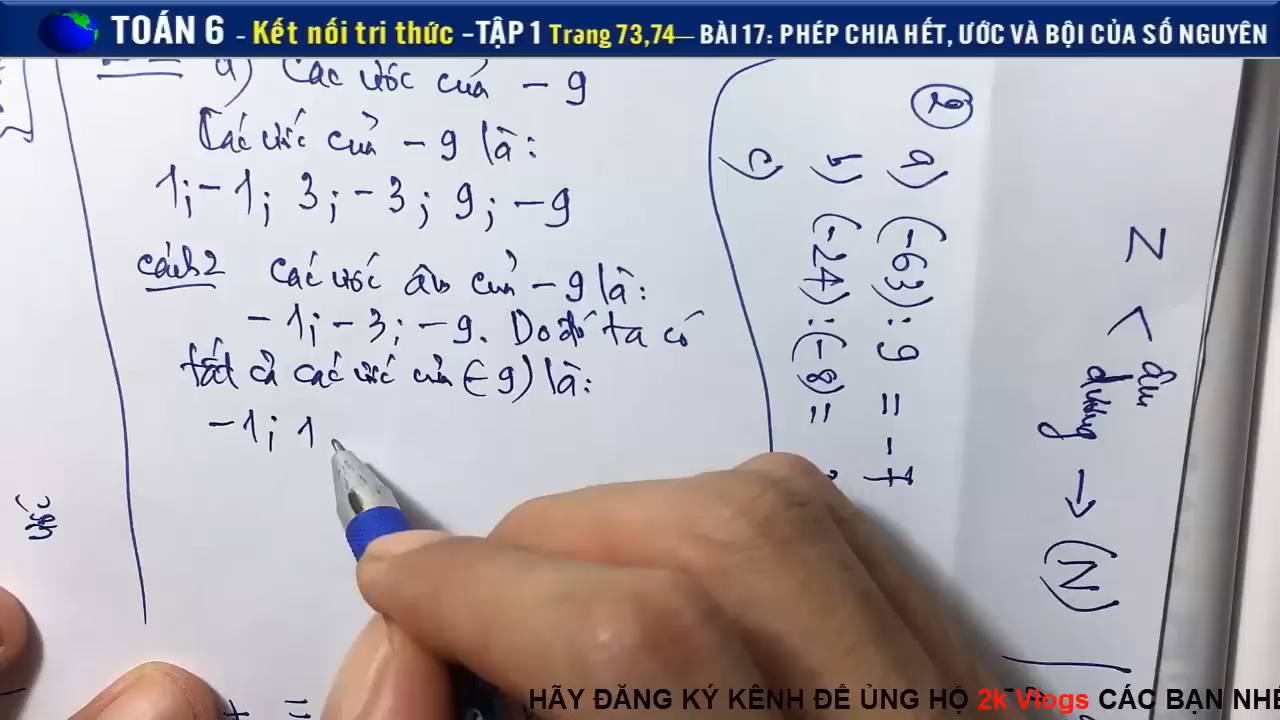 TOÁN 6 - Kết nối tri thức -TẬP 1 Trang 73,74— BÀI 17: PHÉP CHIA HẾT, ƯỚC VÀ BỘI CỦA SỐ NGUYÊN
a) Các ước của - 9
Các ước của - 9 là:
1; - 1; 3; - 3; 9; - 9
cách 2 Các ước âm của - 9 là:
- 1; - 3; - 9. Do đó ta có
tất cả các ước của (- 9) là:
-1; 1
ước
②
a) (-63) : 9 = - 7
b) (-24) : (-8) =
c)
Z < âm
dương → (N)
HÃY ĐĂNG KÝ KÊNH ĐỂ ỦNG HỘ 2k Vlogs CÁC BẠN NHÉ